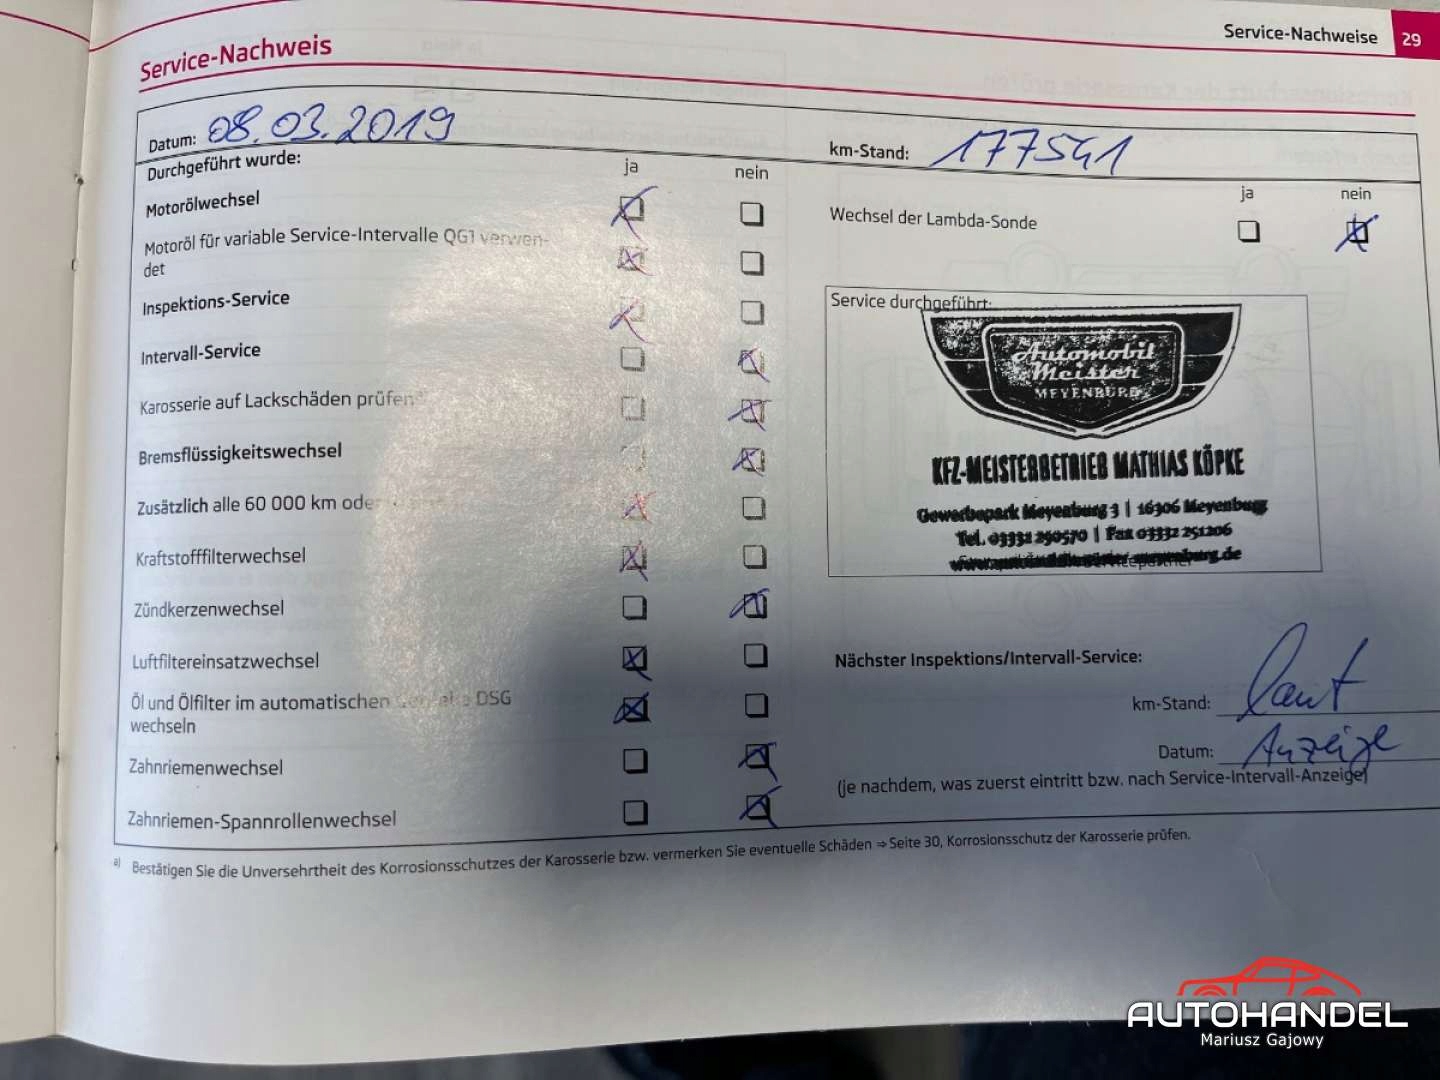 Service-Nachweise 29
Service-Nachweis
Datum: 08.03.2019
km-Stand: 177541
Durchgeführt wurde:
ja nein
ja nein
Motorölwechsel
Wechsel der Lambda-Sonde
Motoröl für variable Service-Intervalle QG1 verwen-
det
Inspektions-Service
Intervall-Service
Karosserie auf Lackschäden prüfen
Bremsflüssigkeitswechsel
Zusätzlich alle 60 000 km oder
Kraftstofffilterwechsel
Zündkerzenwechsel
Luftfiltereinsatzwechsel
Öl und Ölfilter im automatischen Getriebe DSG
wechseln
Zahnriemenwechsel
Zahnriemen-Spannrollenwechsel
Service durchgeführt:
Automobil
Meister
MEYENBURG
KFZ-MEISTERBETRIEB MATHIAS KÖPKE
Gewerbepark Meyenburg 3 | 16306 Meyenburg
Tel. 03332 250570 | Fax 03332 251206
Nächster Inspektions/Intervall-Service:
km-Stand: laut
Datum: Anzeige
(je nachdem, was zuerst eintritt bzw. nach Service-Intervall-Anzeige)
a) Bestätigen Sie die Unversehrtheit des Korrosionsschutzes der Karosserie bzw. vermerken Sie eventuelle Schäden ⇒ Seite 30, Korrosionsschutz der Karosserie prüfen.
AUTOHANDEL
Mariusz Gajowy